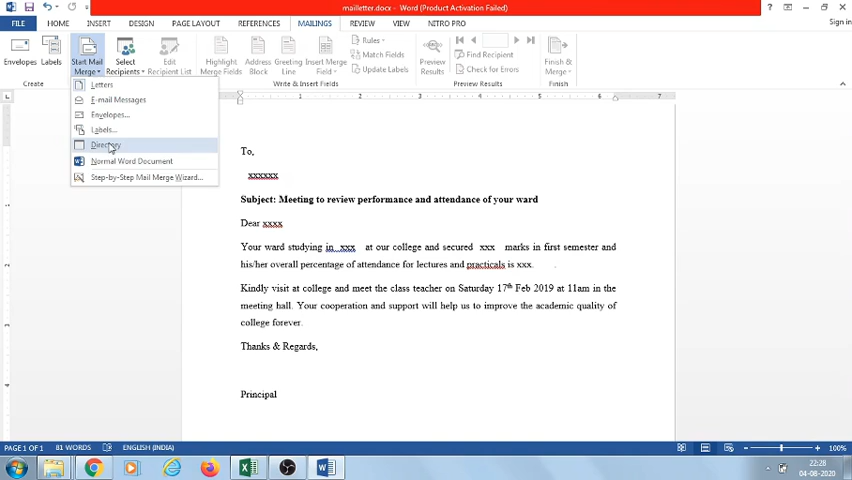 mailletter.docx - Word (Product Activation Failed)
FILE HOME INSERT DESIGN PAGE LAYOUT REFERENCES MAILINGS REVIEW VIEW NITRO PRO
Sign in
Envelopes Labels
Start Mail Merge
Select Recipients
Edit Recipient List
Highlight Merge Fields
Address Block
Greeting Line
Insert Merge Field
Rules
Match Fields
Update Labels
Preview Results
Find Recipient
Check for Errors
Finish & Merge
Create
Write & Insert Fields
Preview Results
Finish
Letters
E-mail Messages
Envelopes...
Labels...
Directory
Normal Word Document
Step-by-Step Mail Merge Wizard...
1 2 3 4 5 6 7
To,
xxxxxx
Subject: Meeting to review performance and attendance of your ward
Dear xxxx
Your ward studying in xxx at our college and secured xxx marks in first semester and
his/her overall percentage of attendance for lectures and practicals is xxx.
Kindly visit at college and meet the class teacher on Saturday 17th Feb 2019 at 11am in the
meeting hall. Your cooperation and support will help us to improve the academic quality of
college forever.
Thanks & Regards,
Principal
PAGE 1 OF 1 81 WORDS ENGLISH (INDIA)
100%
22:28
04-08-2020